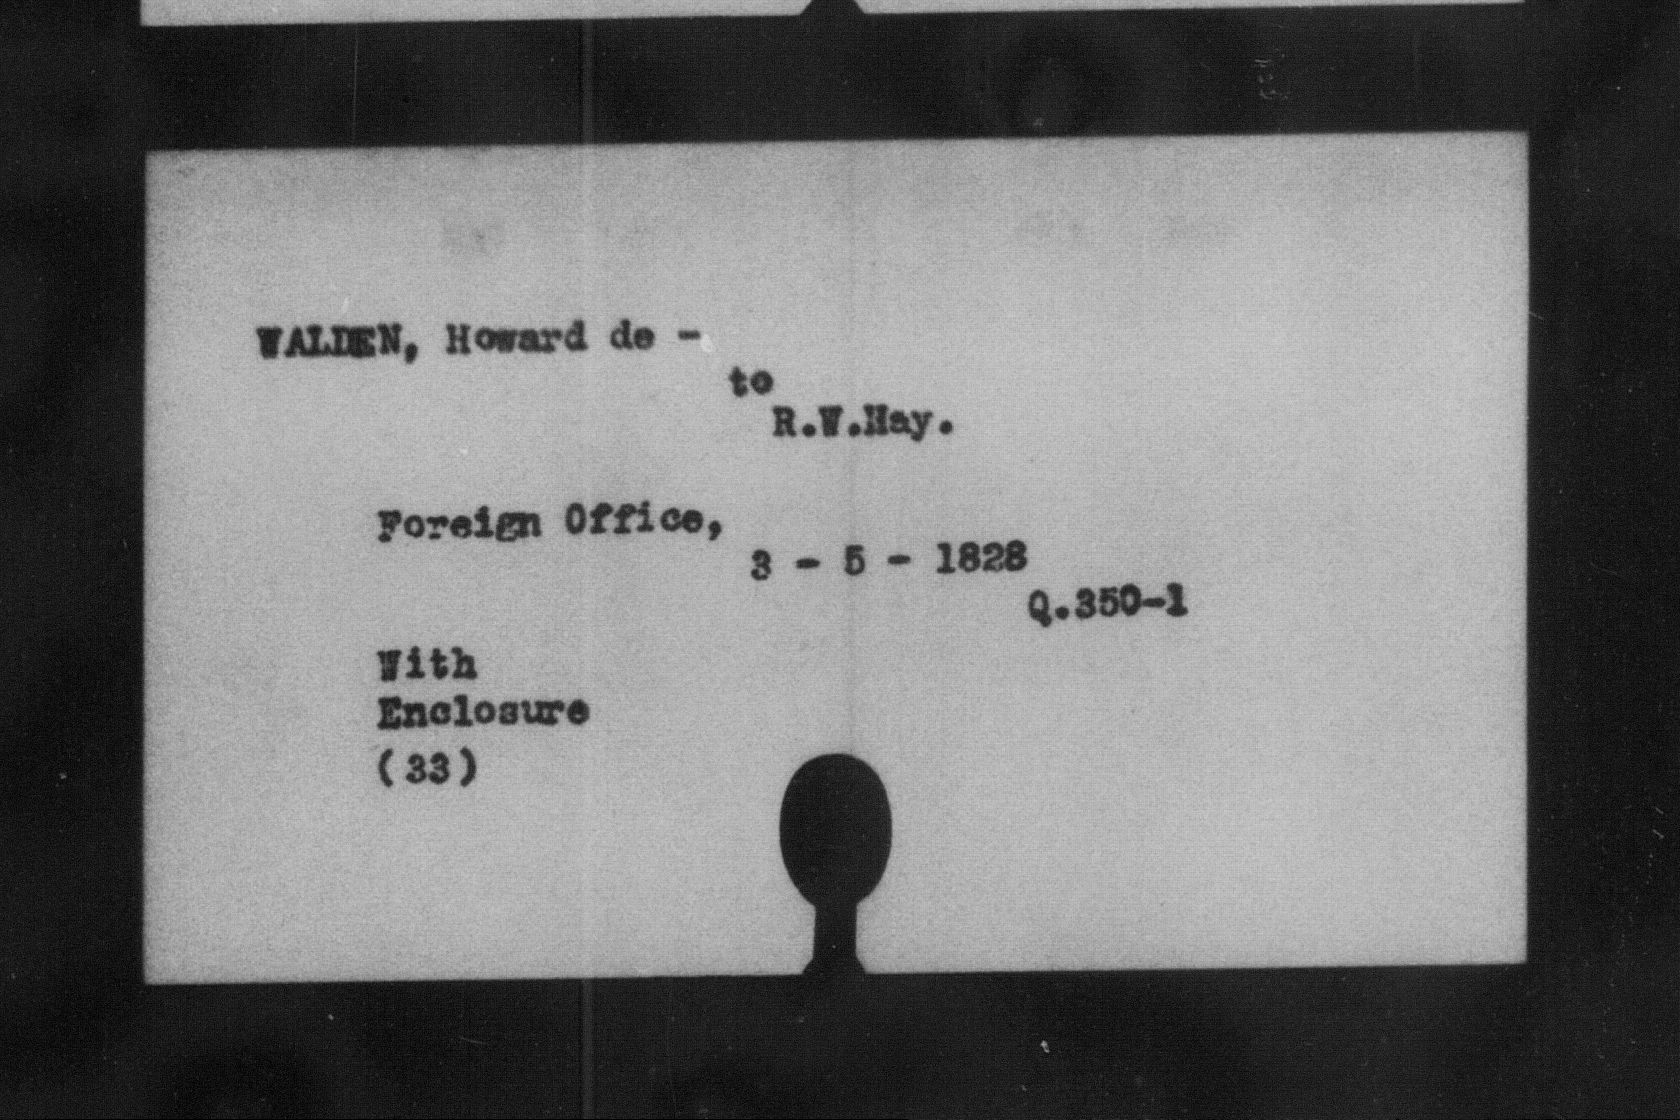 WALDEN, Howard de -
to
R.W.Hay.
Foreign Office,
3 - 5 - 1828
Q.350-1
With
Enclosure
(33)